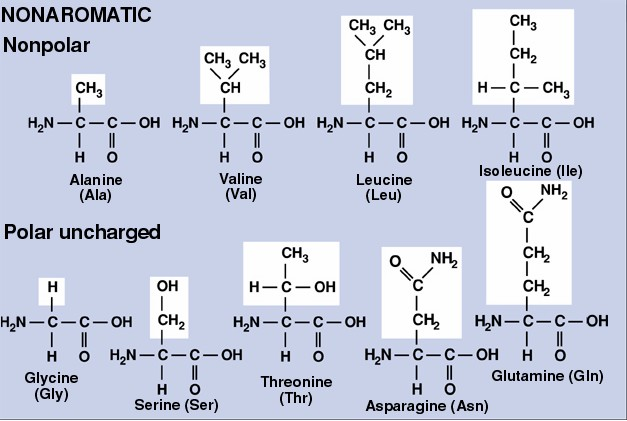 NONAROMATIC
Nonpolar
CH3
H2N—C—C—OH
H O
Alanine
(Ala)
CH3 CH3
CH
H2N—C—C—OH
H O
Valine
(Val)
CH3 CH3
CH
CH2
H2N—C—C—OH
H O
Leucine
(Leu)
CH3
CH2
H—C—CH3
H2N—C—C—OH
H O
Isoleucine (Ile)
Polar uncharged
H
H2N—C—C—OH
H O
Glycine
(Gly)
OH
CH2
H2N—C—C—OH
H O
Serine (Ser)
CH3
H—C—OH
H2N—C—C—OH
H O
Threonine
(Thr)
O NH2
C
CH2
H2N—C—C—OH
H O
Asparagine (Asn)
O NH2
C
CH2
CH2
H2N—C—C—OH
H O
Glutamine (Gln)